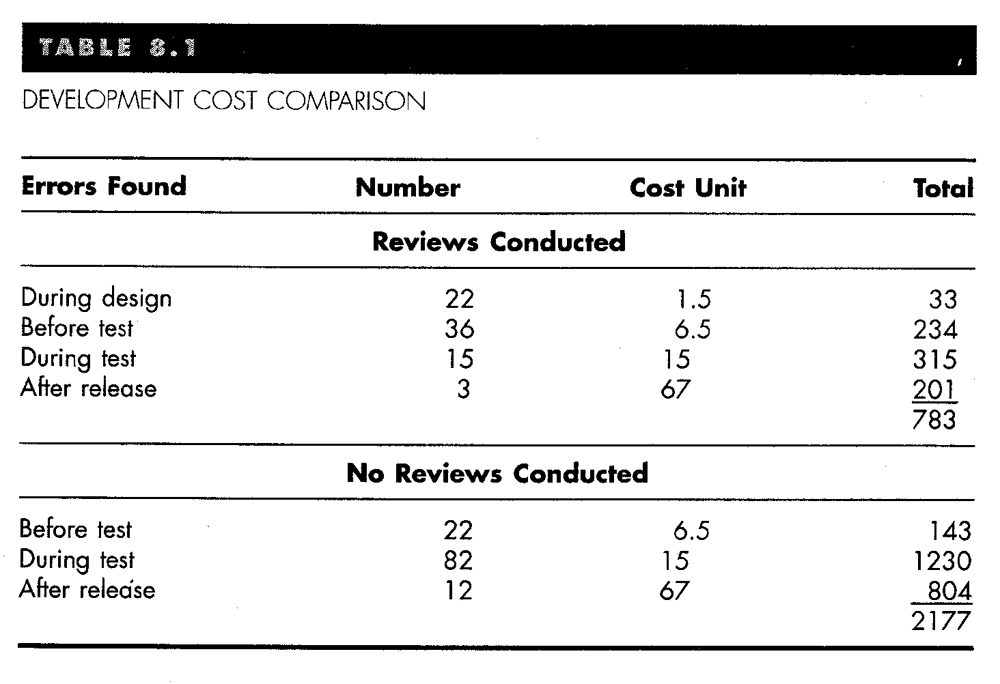 TABLE 8.1
DEVELOPMENT COST COMPARISON
Errors Found Number Cost Unit Total
Reviews Conducted
During design 22 1.5 33
Before test 36 6.5 234
During test 15 15 315
After release 3 67 201
783
No Reviews Conducted
Before test 22 6.5 143
During test 82 15 1230
After release 12 67 804
2177